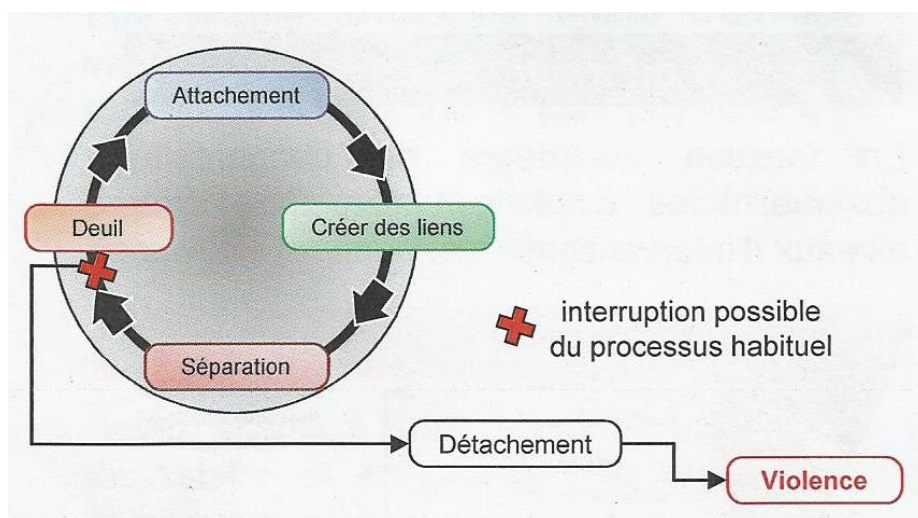 Attachement
Deuil
Créer des liens
Séparation
interruption possible
du processus habituel
Détachement
Violence